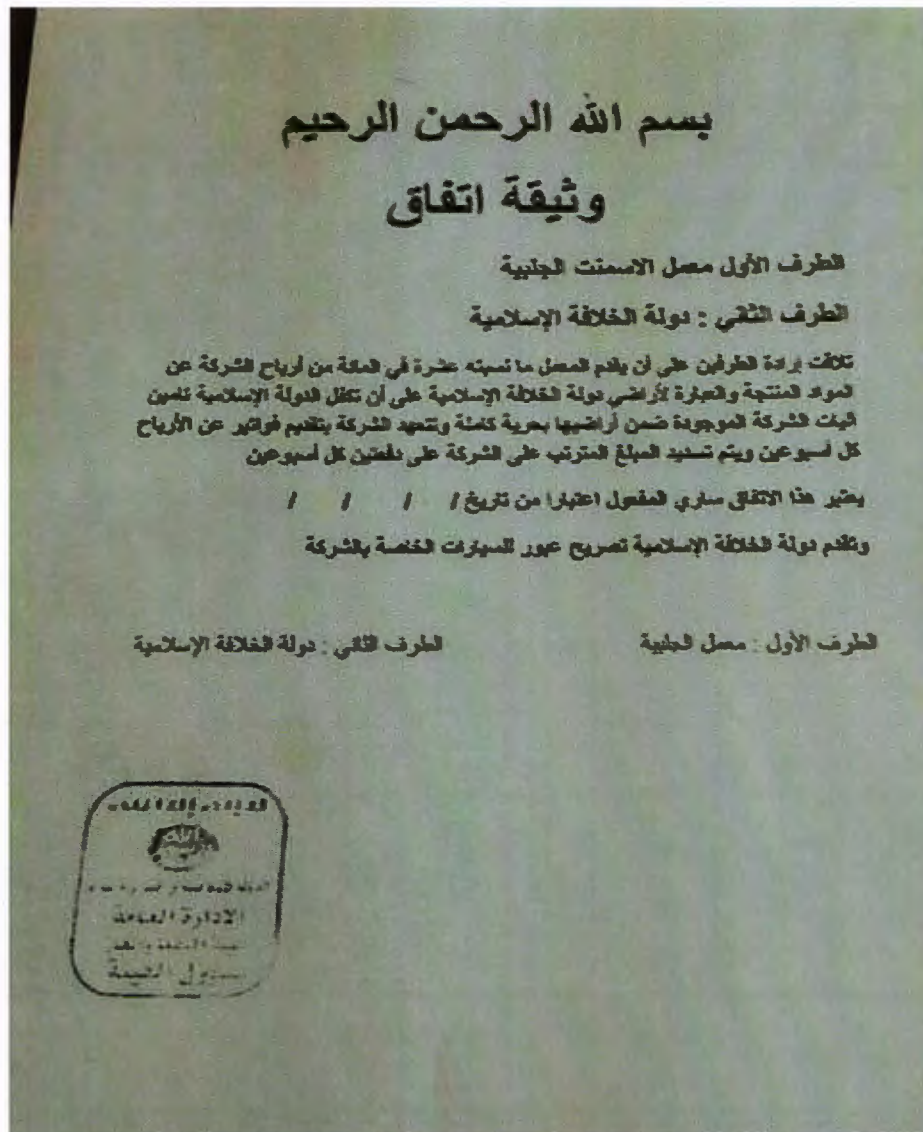 بسم الله الرحمن الرحيم
وثيقة اتفاق
الطرف الأول معمل الاسمنت الجلبية
الطرف الثاني : دولة الخلافة الإسلامية
تلاقت إرادة الطرفين على أن يقدم المعمل ما نسبته عشرة في المائة من أرباح الشركة عن
المواد المنتجة والعبارة لأراضي دولة الخلافة الإسلامية على أن تكفل الدولة الإسلامية تامين
اليات الشركة الموجودة ضمن أراضيها بحرية كاملة وتتعهد الشركة بتقديم فواتير عن الأرباح
كل أسبوعين ويتم تسديد المبلغ المترتب على الشركة على دفعتين كل أسبوعين
يعتبر هذا الاتفاق ساري المفعول اعتبارا من تاريخ / / / /
وتقدم دولة الخلافة الإسلامية تصريح عبور للسيارات الخاصة بالشركة
الطرف الأول : معمل الجلبية
الطرف الثاني : دولة الخلافة الإسلامية
الادارة العامة